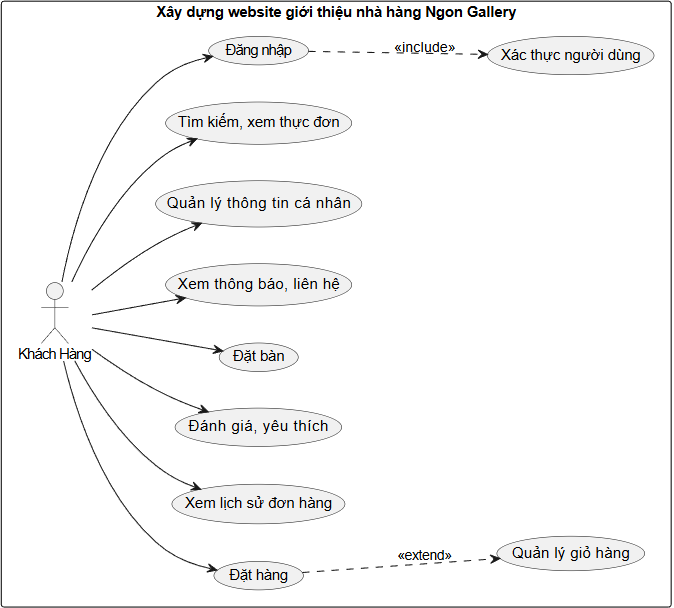 Xây dựng website giới thiệu nhà hàng Ngon Gallery
Đăng nhập
«include»
Xác thực người dùng
Tìm kiếm, xem thực đơn
Quản lý thông tin cá nhân
Xem thông báo, liên hệ
Khách Hàng
Đặt bàn
Đánh giá, yêu thích
Xem lịch sử đơn hàng
Đặt hàng
«extend»
Quản lý giỏ hàng